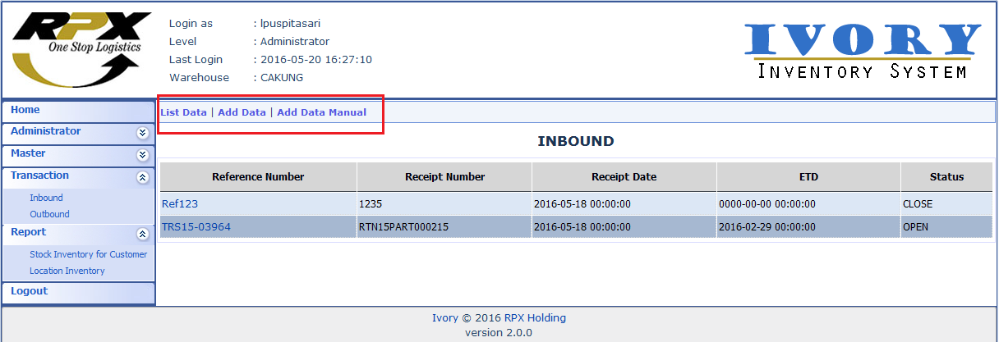 RPX
One Stop Logistics
Login as : lpuspitasari
Level : Administrator
Last Login : 2016-05-20 16:27:10
Warehouse : CAKUNG
IVORY
INVENTORY SYSTEM
Home
Administrator
Master
Transaction
Inbound
Outbound
Report
Stock Inventory for Customer
Location Inventory
Logout
List Data | Add Data | Add Data Manual
INBOUND
Reference Number Receipt Number Receipt Date ETD Status
Ref123 1235 2016-05-18 00:00:00 0000-00-00 00:00:00 CLOSE
TRS15-03964 RTN15PART000215 2016-05-18 00:00:00 2016-02-29 00:00:00 OPEN
Ivory © 2016 RPX Holding
version 2.0.0